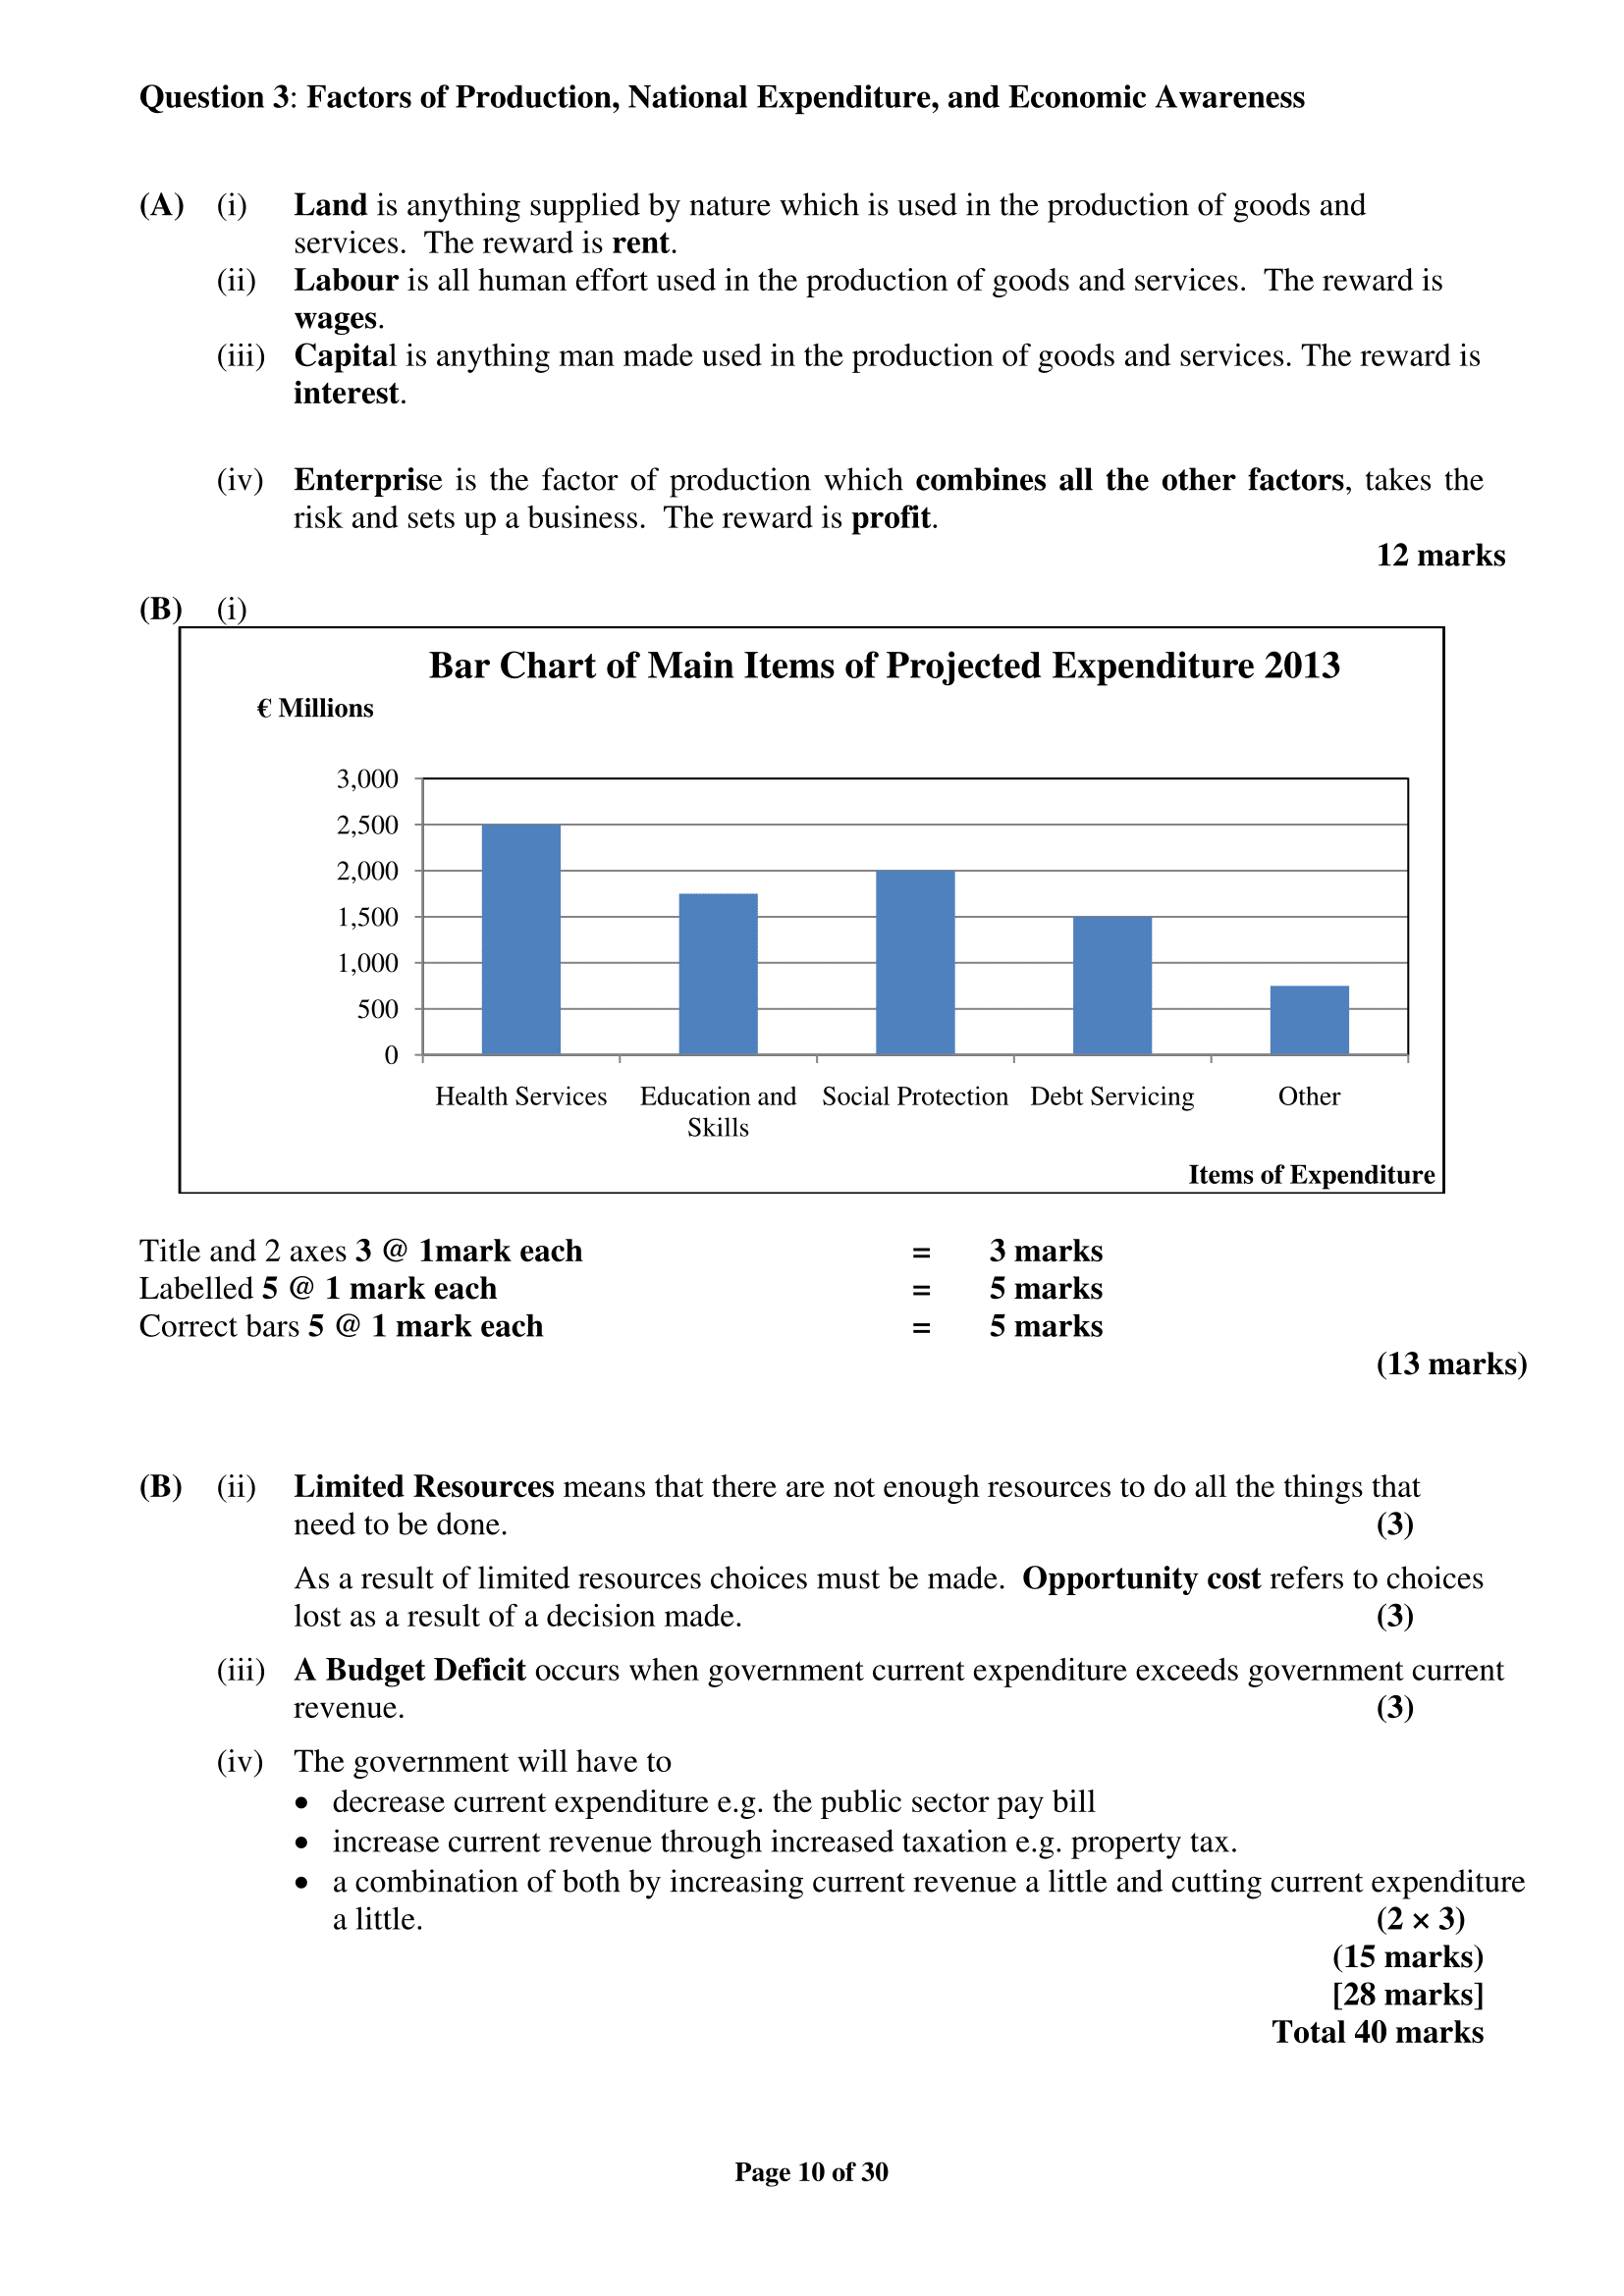 Question 3: Factors of Production, National Expenditure, and Economic Awareness
(A) (i) Land is anything supplied by nature which is used in the production of goods and
services. The reward is rent.
(ii) Labour is all human effort used in the production of goods and services. The reward is
wages.
(iii) Capital is anything man made used in the production of goods and services. The reward is
interest.
(iv) Enterprise is the factor of production which combines all the other factors, takes the
risk and sets up a business. The reward is profit.
12 marks
(B) (i)
Bar Chart of Main Items of Projected Expenditure 2013
€ Millions
3,000
2,500
2,000
1,500
1,000
500
0
Health Services Education and Social Protection Debt Servicing Other
Skills
Items of Expenditure
Title and 2 axes 3 @ 1mark each = 3 marks
Labelled 5 @ 1 mark each = 5 marks
Correct bars 5 @ 1 mark each = 5 marks
(13 marks)
(B) (ii) Limited Resources means that there are not enough resources to do all the things that
need to be done. (3)
As a result of limited resources choices must be made. Opportunity cost refers to choices
lost as a result of a decision made. (3)
(iii) A Budget Deficit occurs when government current expenditure exceeds government current
revenue. (3)
(iv) The government will have to
• decrease current expenditure e.g. the public sector pay bill
• increase current revenue through increased taxation e.g. property tax.
• a combination of both by increasing current revenue a little and cutting current expenditure
a little. (2 × 3)
(15 marks)
[28 marks]
Total 40 marks
Page 10 of 30